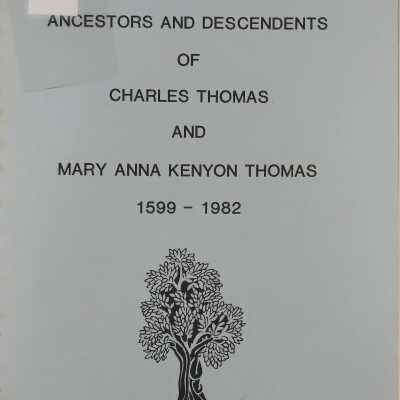 ANCESTORS AND DESCENDENTS
OF
CHARLES THOMAS
AND
MARY ANNA KENYON THOMAS
1599 - 1982